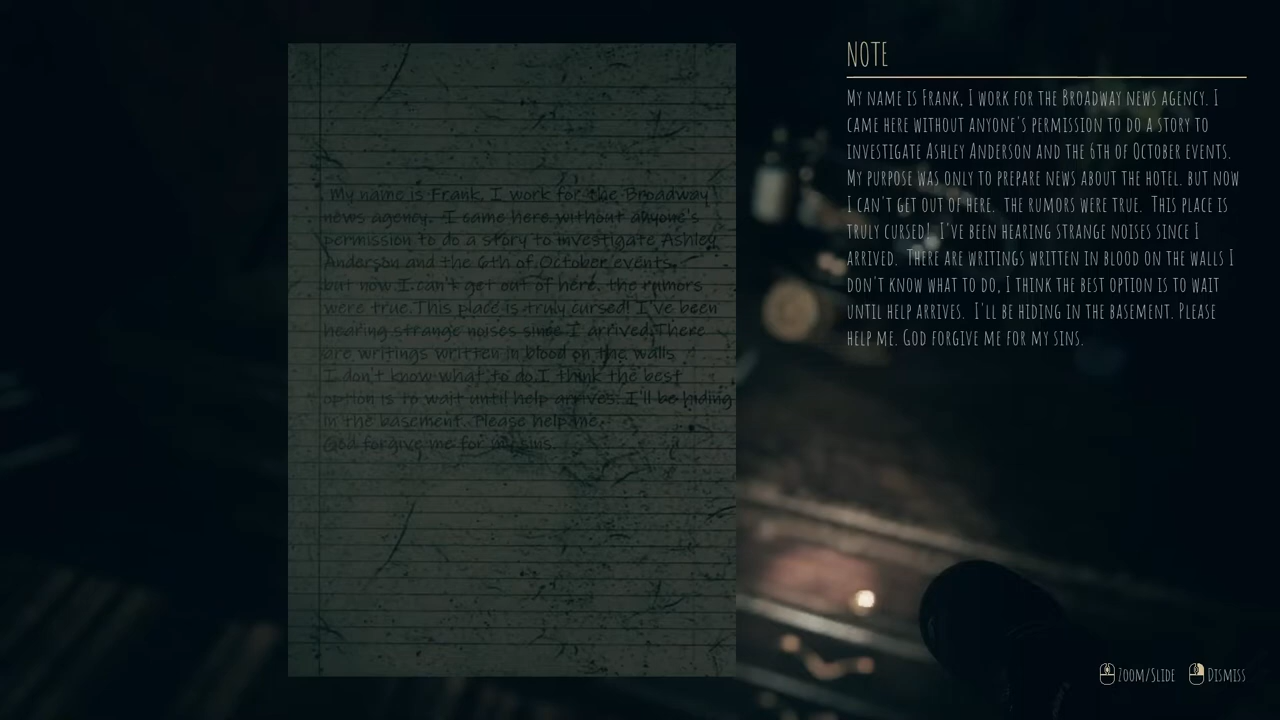 My name is Frank, I work for the Broadway
news agency. I came here without anyone's
permission to do a story to investigate Ashley
Anderson and the 6th of October events.
but now I can't get out of here. the rumors
were true. This place is truly cursed! I've been
hearing strange noises since I arrived. There
are writings written in blood on the walls
I don't know what to do, I think the best
option is to wait until help arrives. I'll be hiding
in the basement. Please help me.
God forgive me for my sins.
NOTE
My name is Frank, I work for the Broadway news agency. I
came here without anyone's permission to do a story to
investigate Ashley Anderson and the 6th of October events.
My purpose was only to prepare news about the hotel. but now
I can't get out of here. the rumors were true. This place is
truly cursed! I've been hearing strange noises since I
arrived. There are writings written in blood on the walls I
don't know what to do, I think the best option is to wait
until help arrives. I'll be hiding in the basement. Please
help me. God forgive me for my sins.
Zoom/Slide Dismiss